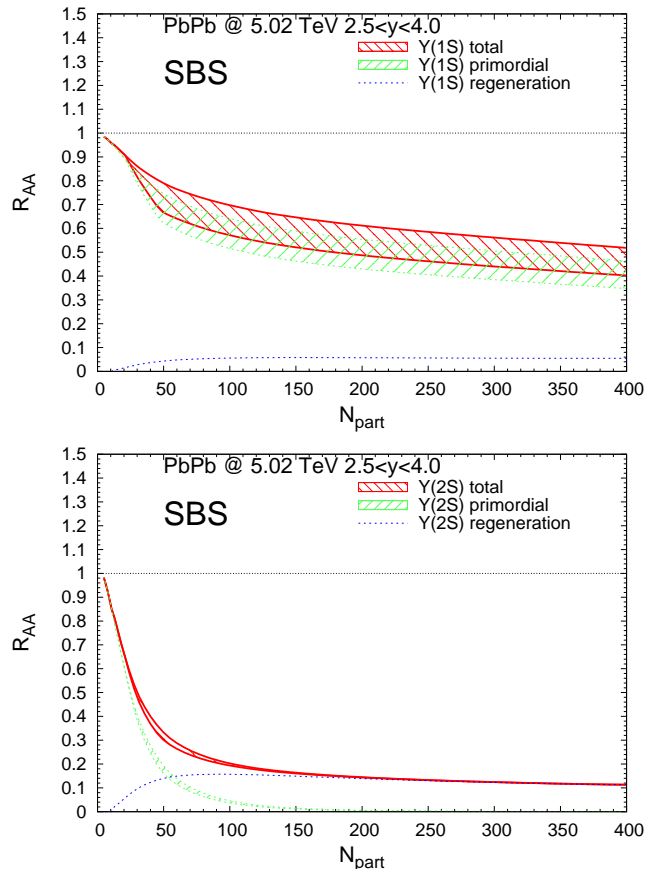 PbPb @ 5.02 TeV 2.5<y<4.0
SBS
Y(1S) total
Y(1S) primordial
Y(1S) regeneration
R_AA
1.5
1.4
1.3
1.2
1.1
1
0.9
0.8
0.7
0.6
0.5
0.4
0.3
0.2
0.1
0
0 50 100 150 200 250 300 350 400
N_part
PbPb @ 5.02 TeV 2.5<y<4.0
SBS
Y(2S) total
Y(2S) primordial
Y(2S) regeneration
R_AA
1.5
1.4
1.3
1.2
1.1
1
0.9
0.8
0.7
0.6
0.5
0.4
0.3
0.2
0.1
0
0 50 100 150 200 250 300 350 400
N_part